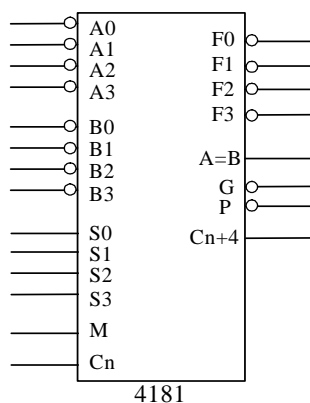 A0
A1
A2
A3
B0
B1
B2
B3
S0
S1
S2
S3
M
Cn
F0
F1
F2
F3
A=B
G
P
Cn+4
4181